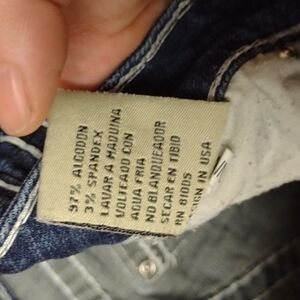 97% ALGODON
3% SPANDEX
LAVAR A MAQUINA
VOLTEADO CON
AGUA FRIA
NO BLANQUEADOR
SECAR EN TIBIO
RN 81005
IN USA